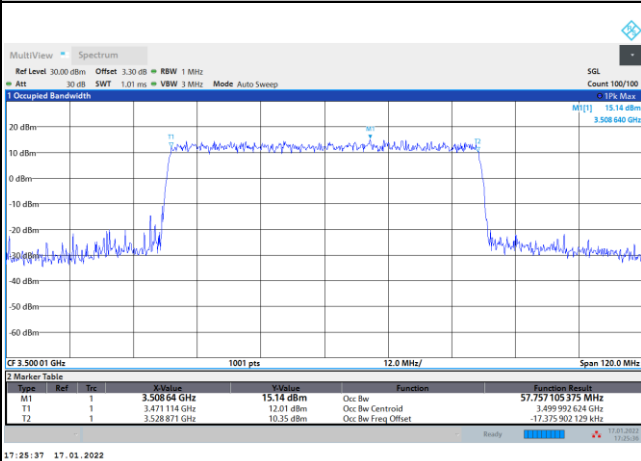 MultiView Spectrum
Ref Level 30.00 dBm Offset 3.30 dB RBW 1 MHz SGL
Att 30 dB SWT 1.01 ms VBW 3 MHz Mode Auto Sweep Count 100/100
1 Occupied Bandwidth 1Pk Max
M1[1] 15.14 dBm
3.508 640 GHz
20 dBm
T1 M1 T2
10 dBm
0 dBm
-10 dBm
-20 dBm
-30 dBm
-40 dBm
-50 dBm
-60 dBm
CF 3.500 01 GHz 1001 pts 12.0 MHz/ Span 120.0 MHz
2 Marker Table
Type Ref Trc X-Value Y-Value Function Function Result
M1 1 3.508 64 GHz 15.14 dBm Occ Bw 57.757 105 375 MHz
T1 1 3.471 114 GHz 12.01 dBm Occ Bw Centroid 3.499 992 624 GHz
T2 1 3.528 871 GHz 10.35 dBm Occ Bw Freq Offset -17.375 902 129 kHz
Ready 17.01.2022
17:25:36
17:25:37 17.01.2022